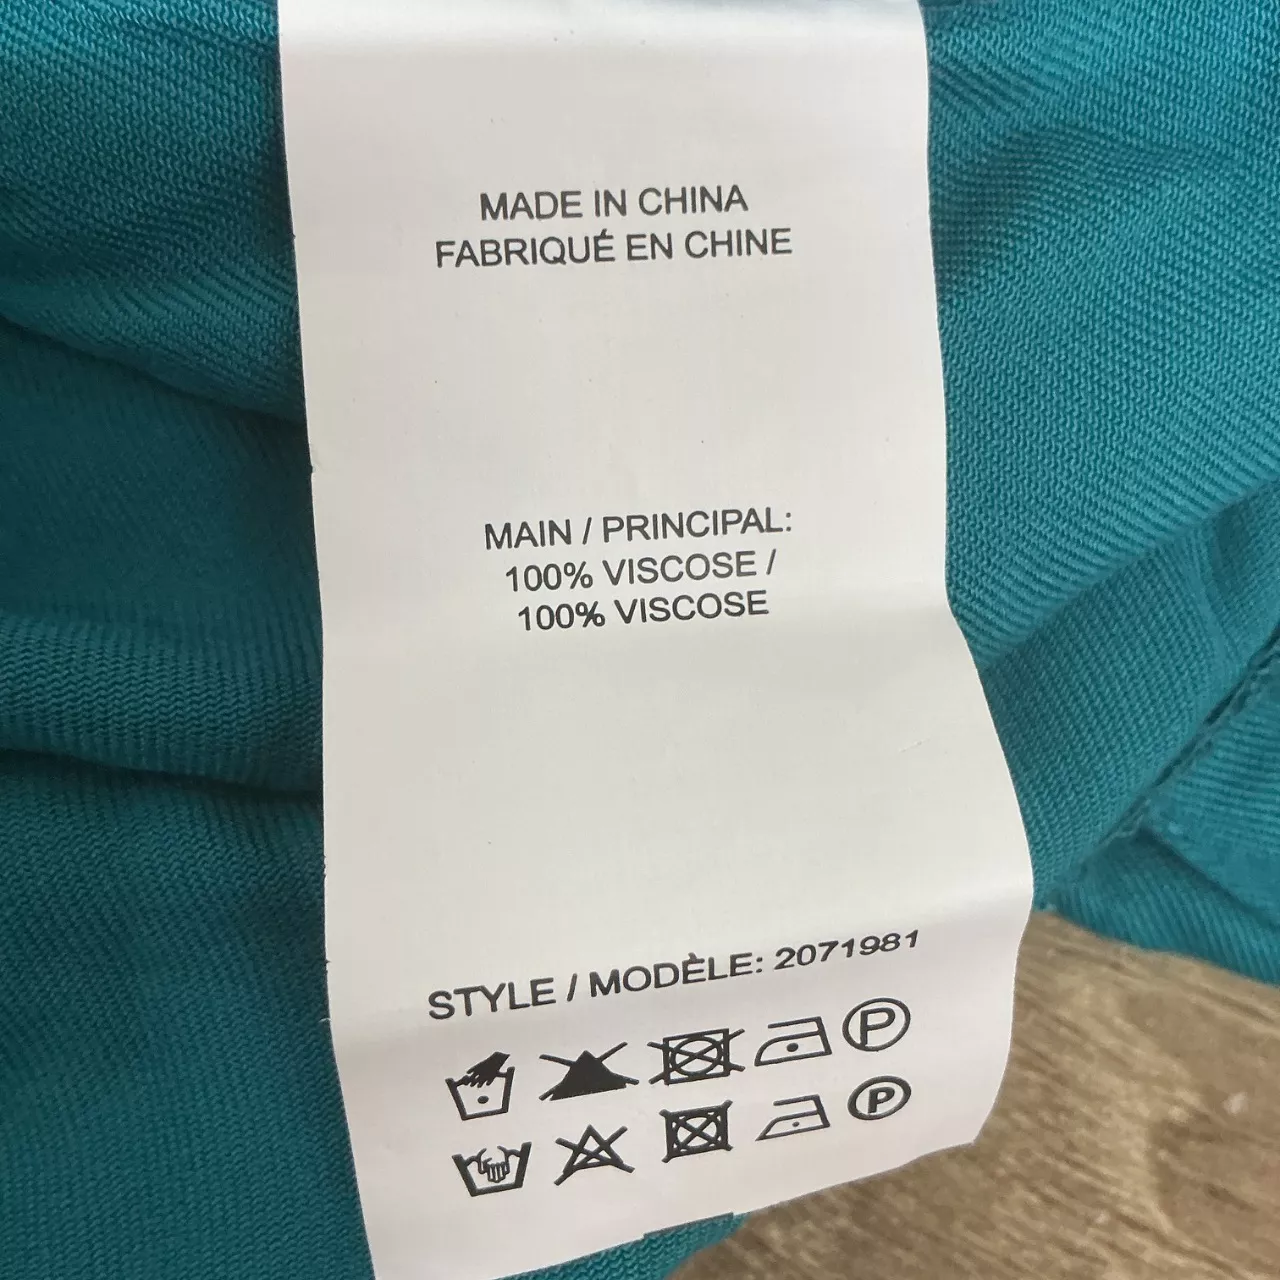 MADE IN CHINA
FABRIQUÉ EN CHINE
MAIN / PRINCIPAL:
100% VISCOSE /
100% VISCOSE
STYLE / MODÈLE: 2071981
P
P